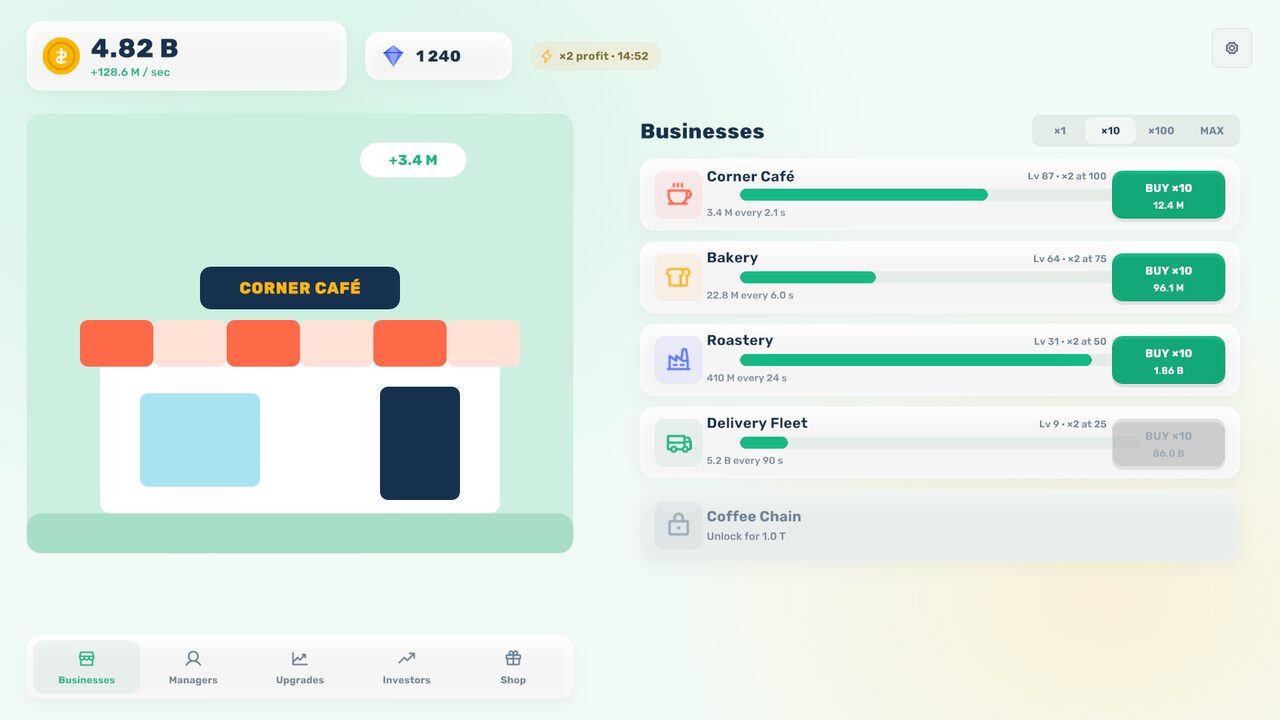 4.82 B
+128.6 M / sec
1 240
×2 profit · 14:52
+3.4 M
CORNER CAFÉ
Businesses
×1
×10
×100
MAX
Corner Café
Lv 87 · ×2 at 100
3.4 M every 2.1 s
BUY ×10
12.4 M
Bakery
Lv 64 · ×2 at 75
22.8 M every 6.0 s
BUY ×10
96.1 M
Roastery
Lv 31 · ×2 at 50
410 M every 24 s
BUY ×10
1.86 B
Delivery Fleet
Lv 9 · ×2 at 25
5.2 B every 90 s
BUY ×10
86.0 B
Coffee Chain
Unlock for 1.0 T
Businesses
Managers
Upgrades
Investors
Shop